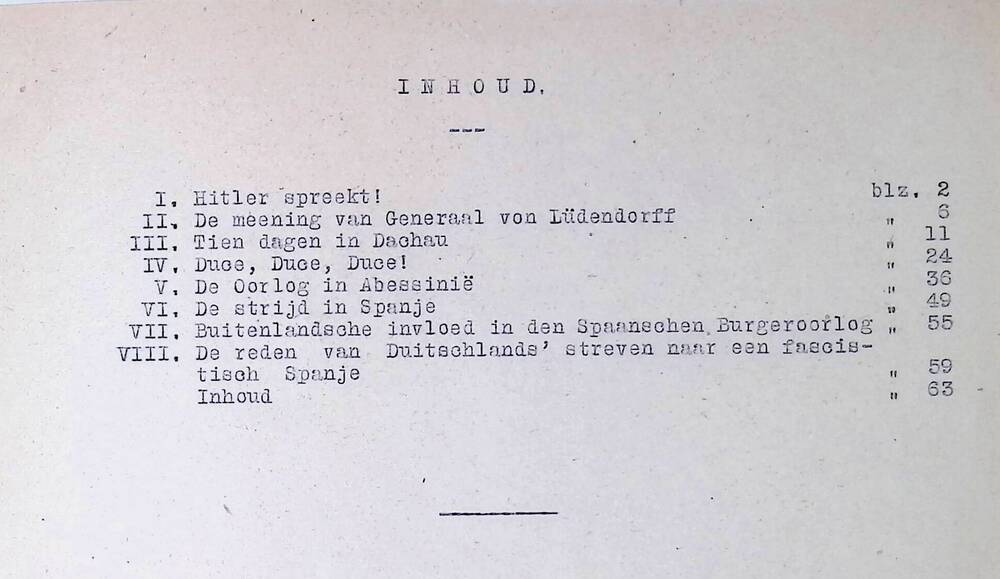 I N H O U D.
---
I. Hitler spreekt! blz. 2
II. De meening van Generaal von Lüdendorff " 6
III. Tien dagen in Dachau " 11
IV. Duce, Duce, Duce! " 24
V. De Oorlog in Abessinië " 36
VI. De strijd in Spanje " 49
VII. Buitenlandsche invloed in den Spaanschen Burgeroorlog " 55
VIII. De reden van Duitschlands' streven naar een fascis-
tisch Spanje " 59
Inhoud " 63